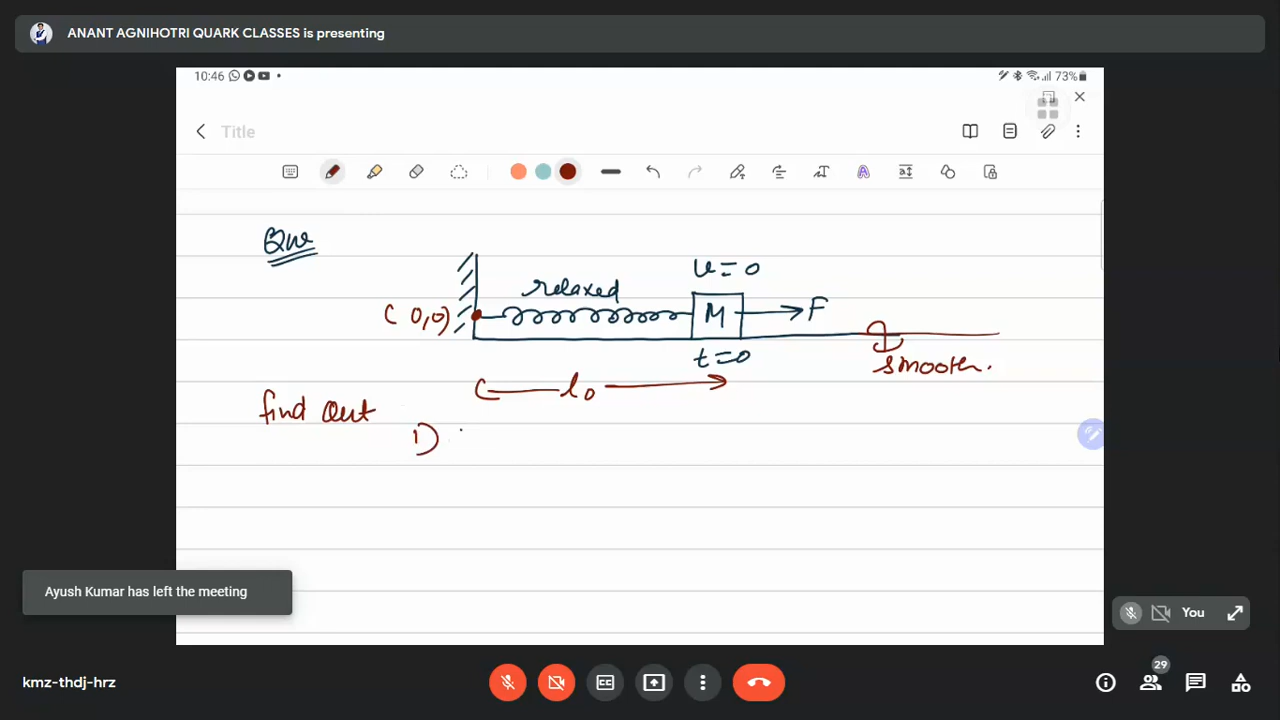 ANANT AGNIHOTRI QUARK CLASSES is presenting
10:46
73%
Title
Que
relaxed
u = 0
(0,0)
M
F
t = 0
smooth.
l0
find out
1)
Ayush Kumar has left the meeting
You
kmz-thdj-hrz
CC
29